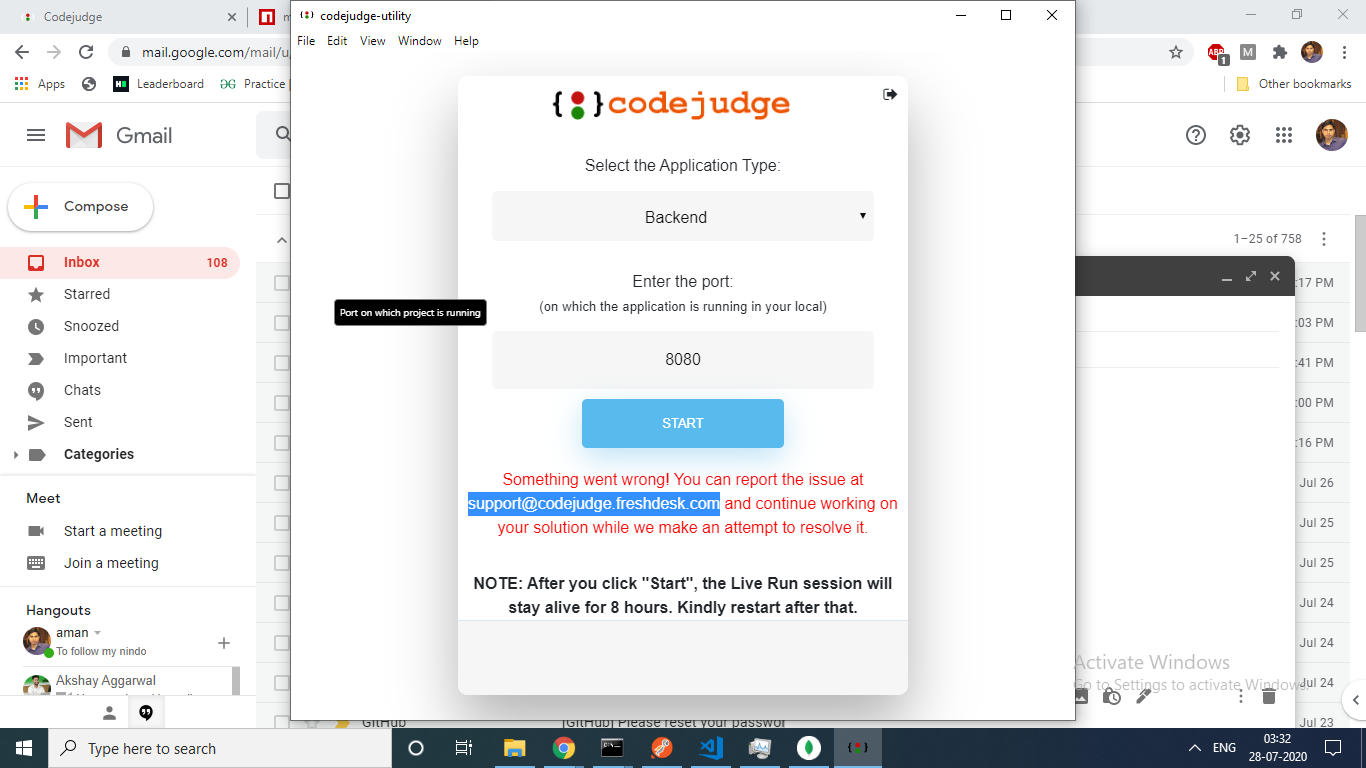 Codejudge
codejudge-utility
File Edit View Window Help
mail.google.com/mail/u
ABP
1
M
Apps
Leaderboard
Practice
Other bookmarks
{ }codejudge
Gmail
Select the Application Type:
Compose
Backend
1–25 of 758
Inbox 108
Enter the port:
(on which the application is running in your local)
Port on which project is running
:17 PM
Starred
Snoozed
:03 PM
Important
8080
:41 PM
Chats
:00 PM
Sent
START
:16 PM
Categories
Something went wrong! You can report the issue at
support@codejudge.freshdesk.com and continue working on
your solution while we make an attempt to resolve it.
Jul 26
Meet
Start a meeting
Jul 25
Join a meeting
Jul 25
NOTE: After you click "Start", the Live Run session will
stay alive for 8 hours. Kindly restart after that.
Hangouts
Jul 24
aman
To follow my nindo
Jul 24
Akshay Aggarwal
Activate Windows
Go to Settings to activate Windows.
Jul 24
GitHub
[GitHub] Please reset your passwor
Jul 23
Type here to search
ENG
03:32
28-07-2020